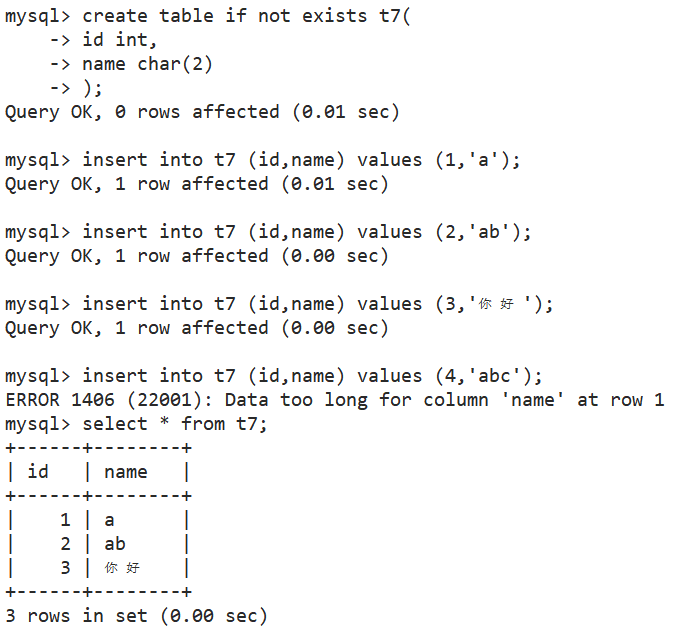 mysql> create table if not exists t7(
    -> id int,
    -> name char(2)
    -> );
Query OK, 0 rows affected (0.01 sec)

mysql> insert into t7 (id,name) values (1,'a');
Query OK, 1 row affected (0.01 sec)

mysql> insert into t7 (id,name) values (2,'ab');
Query OK, 1 row affected (0.00 sec)

mysql> insert into t7 (id,name) values (3,'你好');
Query OK, 1 row affected (0.00 sec)

mysql> insert into t7 (id,name) values (4,'abc');
ERROR 1406 (22001): Data too long for column 'name' at row 1
mysql> select * from t7;
+------+--------+
| id   | name   |
+------+--------+
|    1 | a      |
|    2 | ab     |
|    3 | 你好   |
+------+--------+
3 rows in set (0.00 sec)